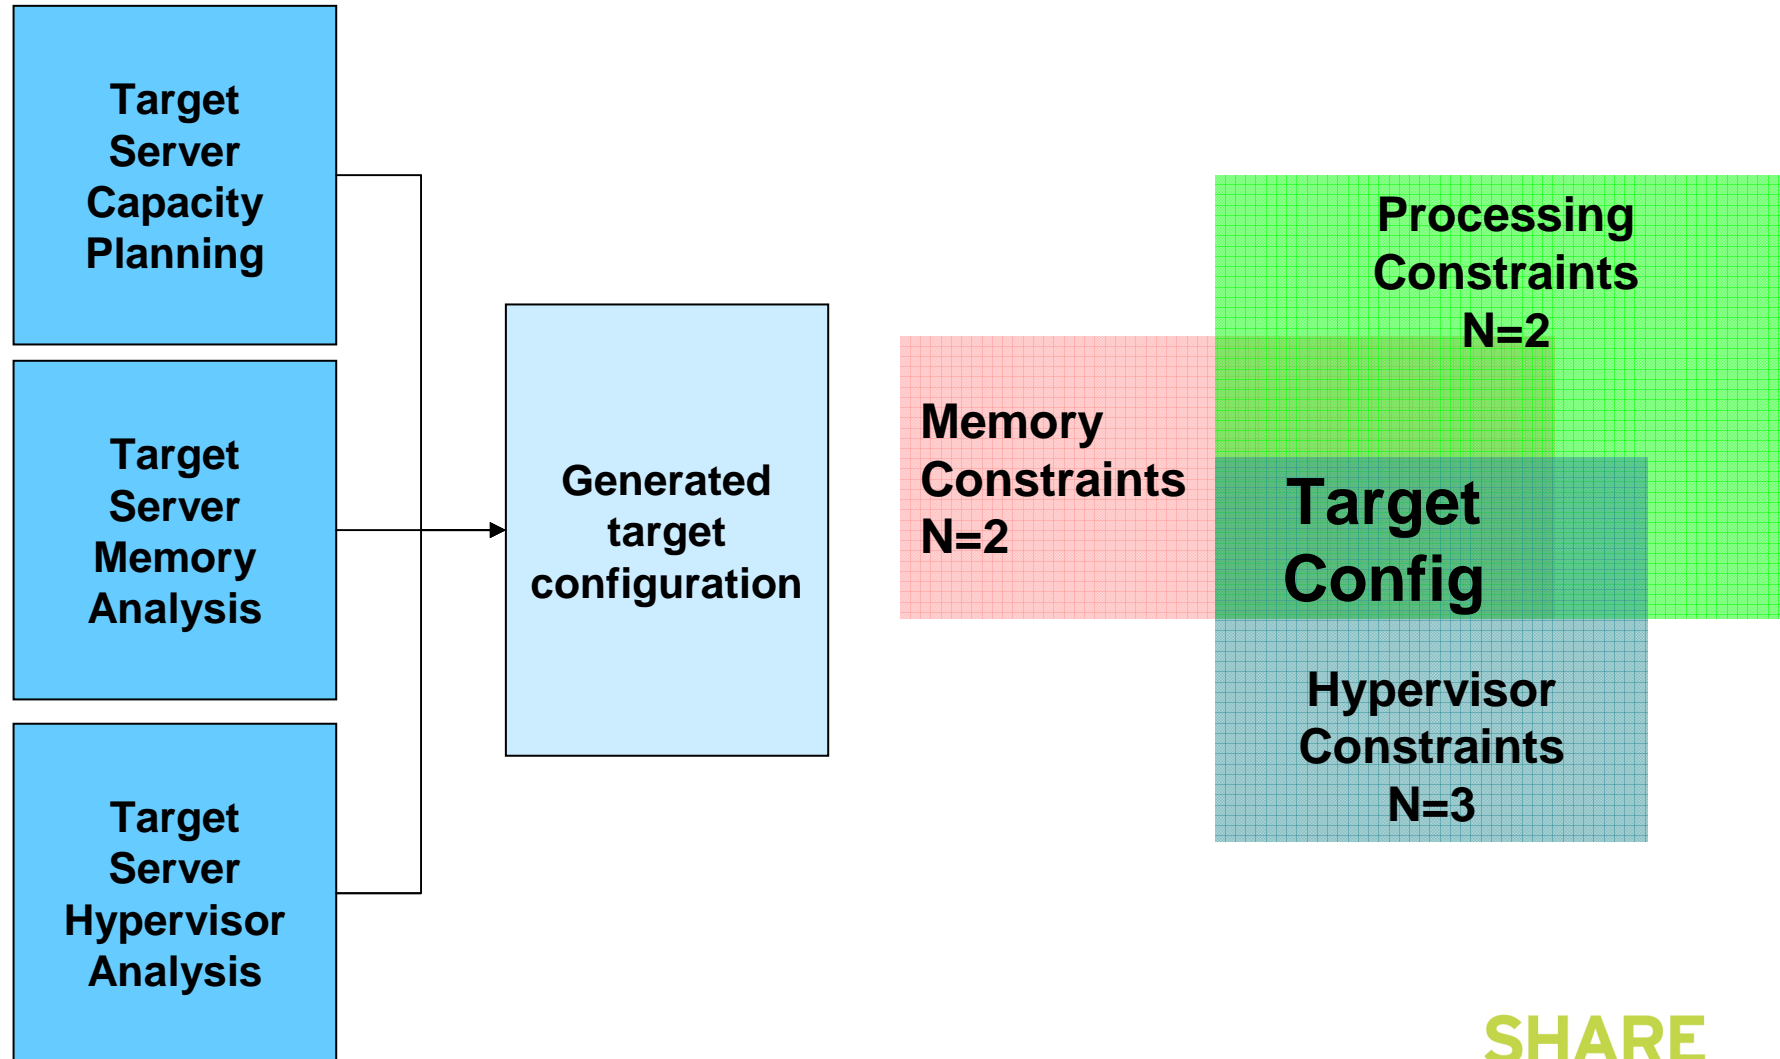 Target
Server
Capacity
Planning
Target
Server
Memory
Analysis
Target
Server
Hypervisor
Analysis
Generated
target
configuration
Processing
Constraints
N=2
Memory
Constraints
N=2
Target
Config
Hypervisor
Constraints
N=3
SHARE